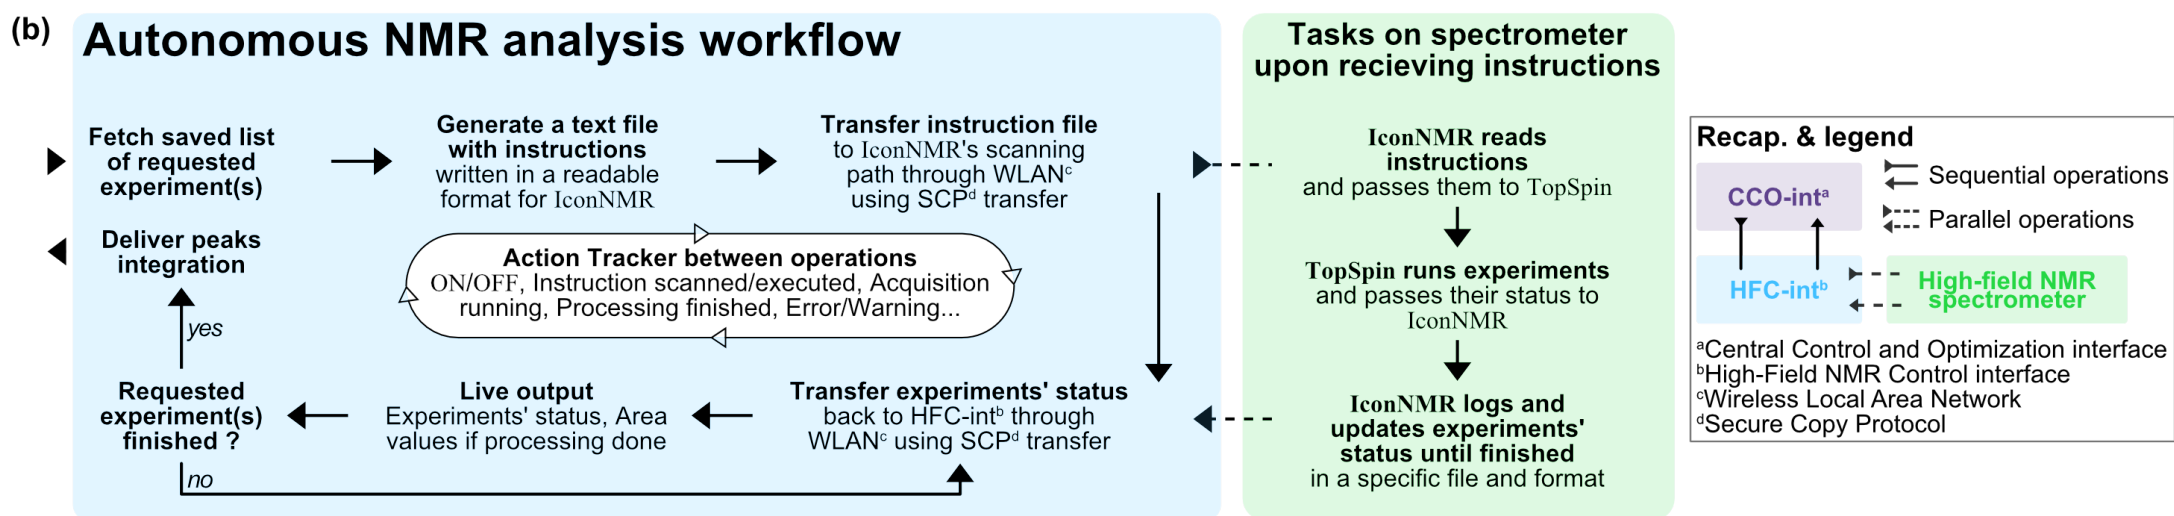 (b)
Autonomous NMR analysis workflow
Fetch saved list
of requested
experiment(s)
Generate a text file
with instructions
written in a readable
format for IconNMR
Transfer instruction file
to IconNMR's scanning
path through WLANᶜ
using SCPᵈ transfer
Deliver peaks
integration
Action Tracker between operations
ON/OFF, Instruction scanned/executed, Acquisition
running, Processing finished, Error/Warning...
yes
Requested
experiment(s)
finished ?
no
Live output
Experiments' status, Area
values if processing done
Transfer experiments' status
back to HFC-intᵇ through
WLANᶜ using SCPᵈ transfer
Tasks on spectrometer
upon recieving instructions
IconNMR reads
instructions
and passes them to TopSpin
TopSpin runs experiments
and passes their status to
IconNMR
IconNMR logs and
updates experiments'
status until finished
in a specific file and format
Recap. & legend
CCO-intᵃ
Sequential operations
Parallel operations
HFC-intᵇ
High-field NMR
spectrometer
ᵃCentral Control and Optimization interface
ᵇHigh-Field NMR Control interface
ᶜWireless Local Area Network
ᵈSecure Copy Protocol